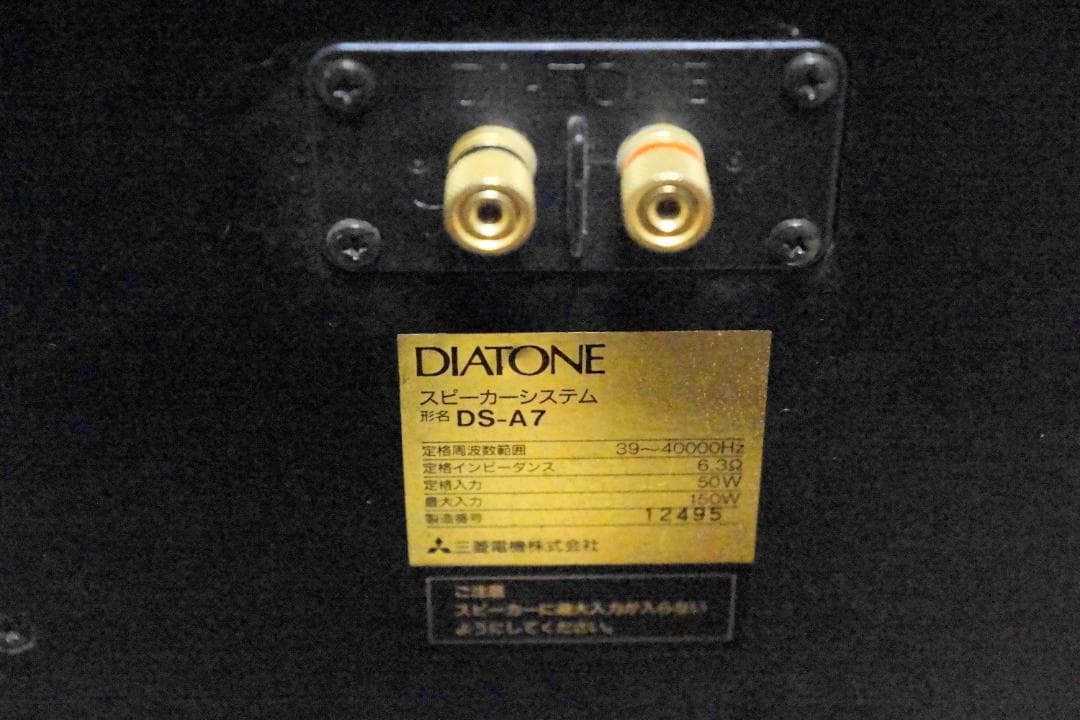 DIATONE
スピーカーシステム
形名 DS-A7
定格周波数範囲 39～40000Hz
定格インピーダンス 6.3Ω
定格入力 50W
最大入力 150W
製造番号 12495
三菱電機株式会社
ご注意
スピーカーに過大入力が入らない
ようにしてください。